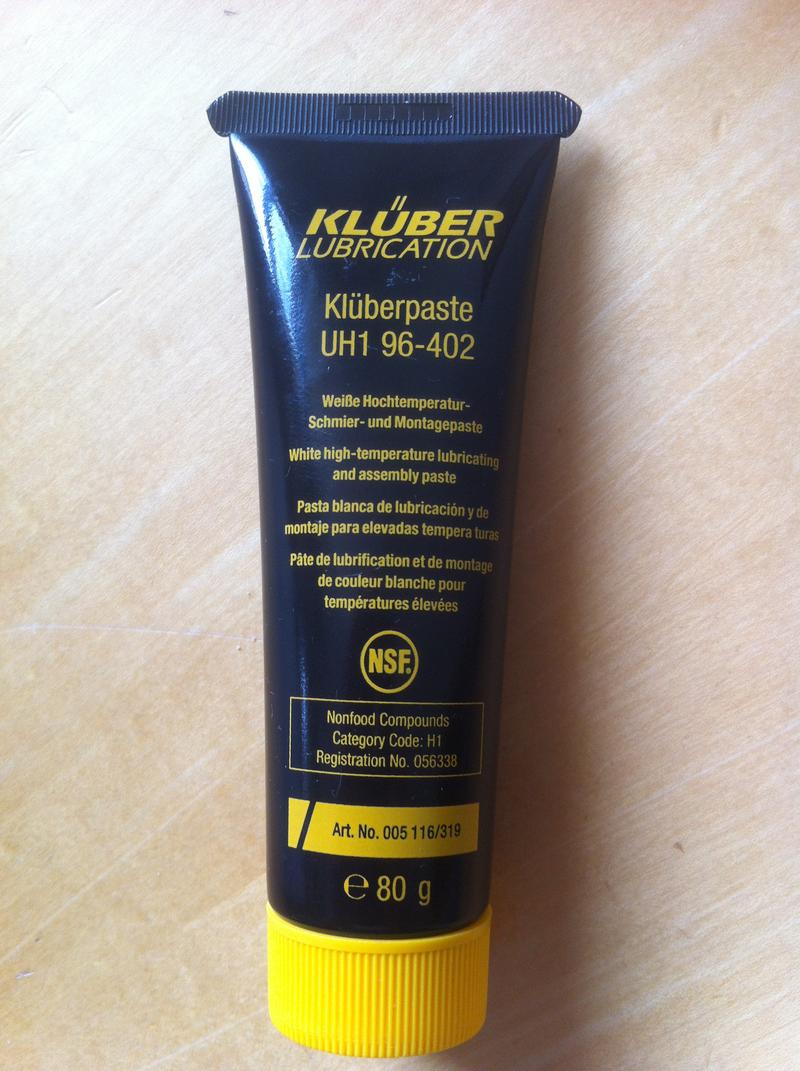 KLÜBER
LUBRICATION
Klüberpaste
UH1 96-402
Weiße Hochtemperatur-
Schmier- und Montagepaste
White high-temperature lubricating
and assembly paste
Pasta blanca de lubricación y de
montaje para elevadas tempera turas
Pâte de lubrification et de montage
de couleur blanche pour
températures élevées
NSF®
Nonfood Compounds
Category Code: H1
Registration No. 056338
Art. No. 005 116/319
℮ 80 g